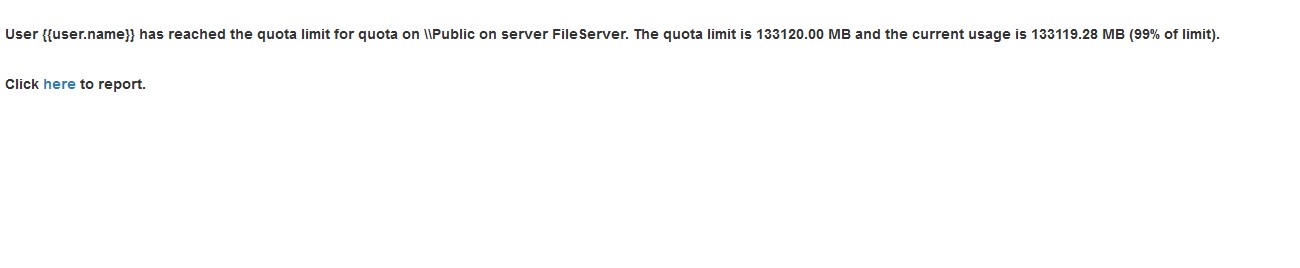 User {{user.name}} has reached the quota limit for quota on \\Public on server FileServer. The quota limit is 133120.00 MB and the current usage is 133119.28 MB (99% of limit).
Click here to report.